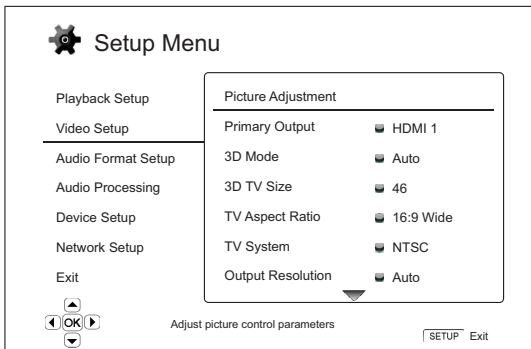 Setup Menu
Playback Setup
Video Setup
Audio Format Setup
Audio Processing
Device Setup
Network Setup
Exit
Picture Adjustment
Primary Output HDMI 1
3D Mode Auto
3D TV Size 46
TV Aspect Ratio 16:9 Wide
TV System NTSC
Output Resolution Auto
OK
Adjust picture control parameters
SETUP Exit